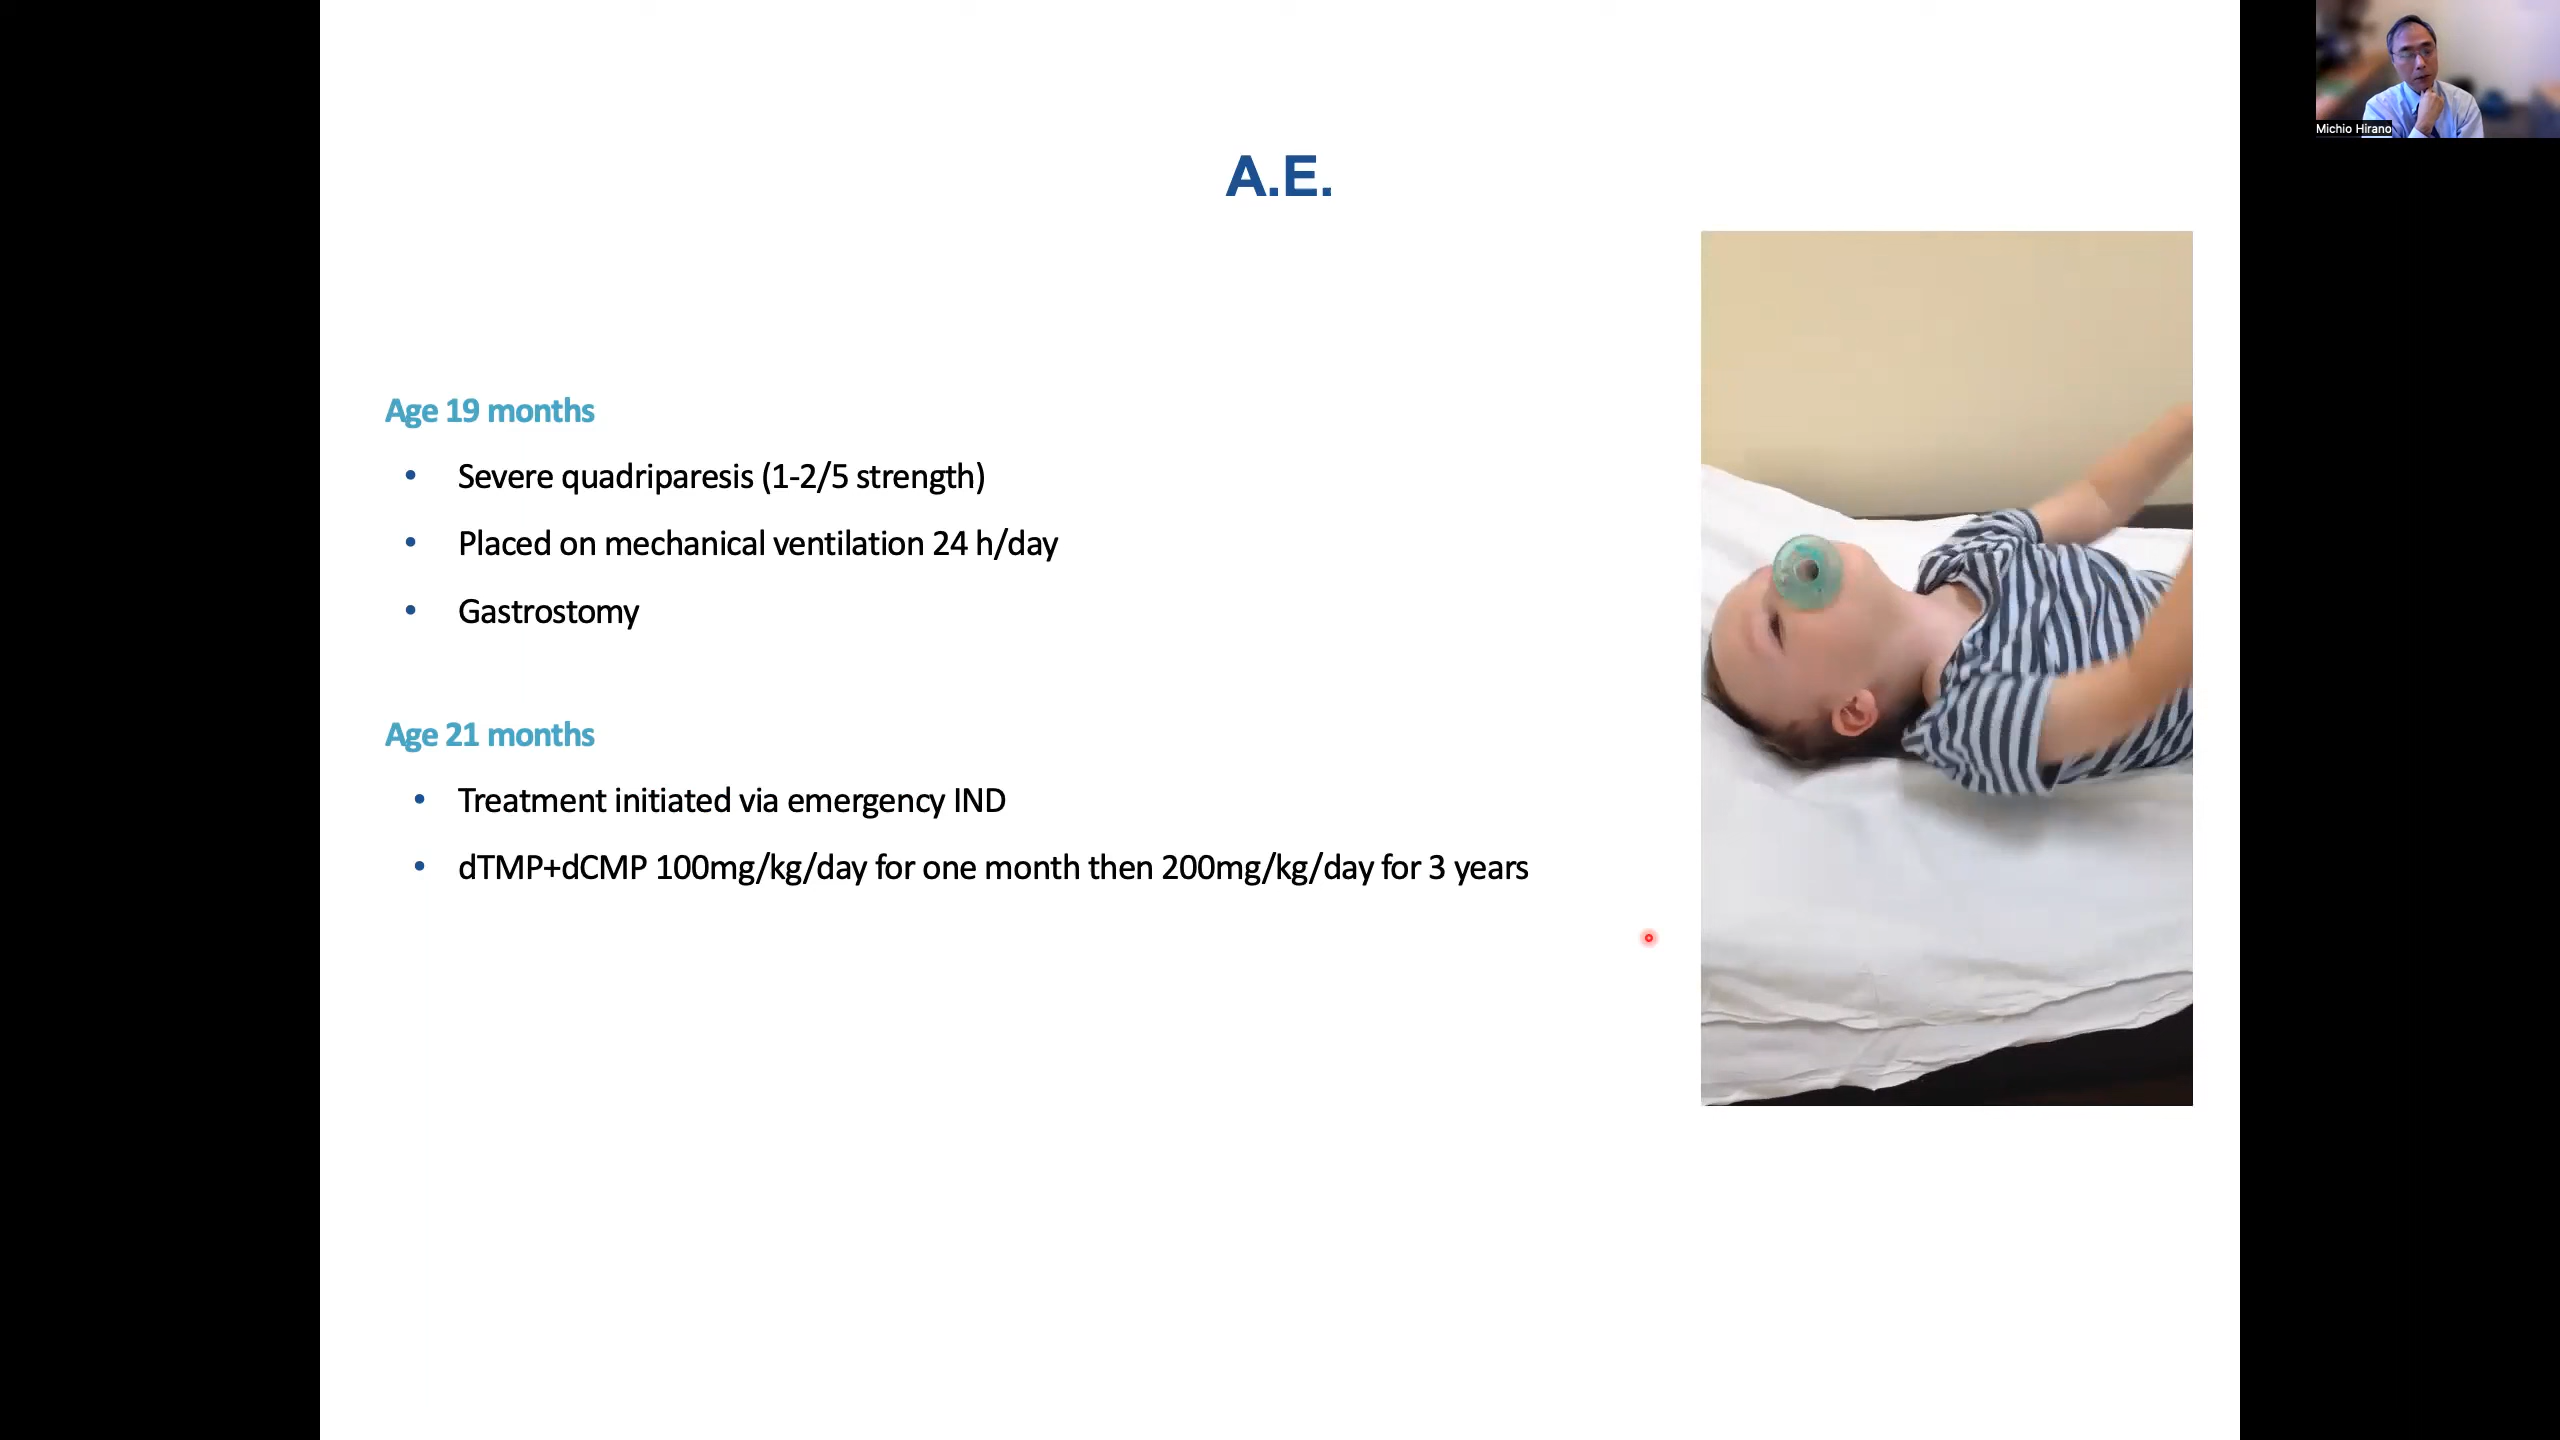 Michio Hirano
A.E.
Age 19 months
• Severe quadriparesis (1-2/5 strength)
• Placed on mechanical ventilation 24 h/day
• Gastrostomy
Age 21 months
• Treatment initiated via emergency IND
• dTMP+dCMP 100mg/kg/day for one month then 200mg/kg/day for 3 years